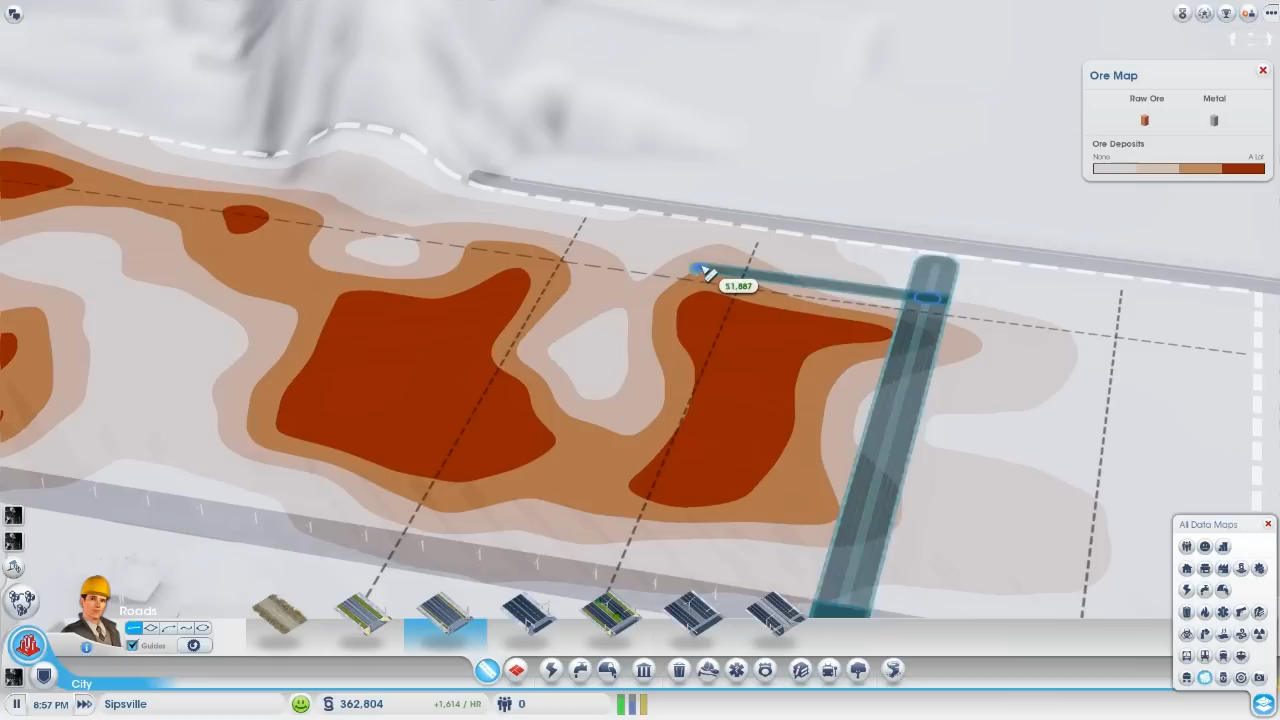 Ore Map
Raw Ore Metal
Ore Deposits
None A Lot
$1,887
All Data Maps
Roads
Guides
City
8:57 PM Sipsville 362,804 +1,614 / HR 0